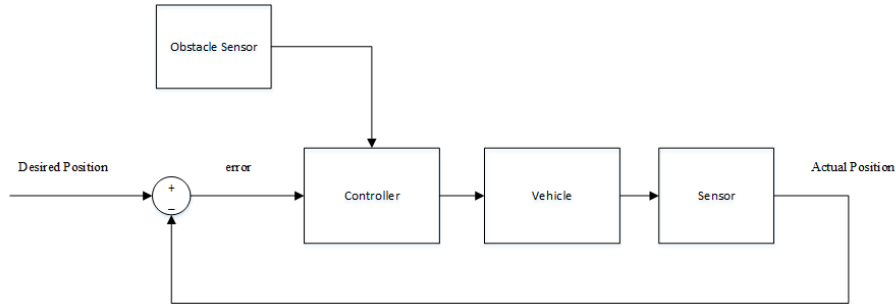 Obstacle Sensor
Desired Position
error
Actual Position
+
−
Controller
Vehicle
Sensor